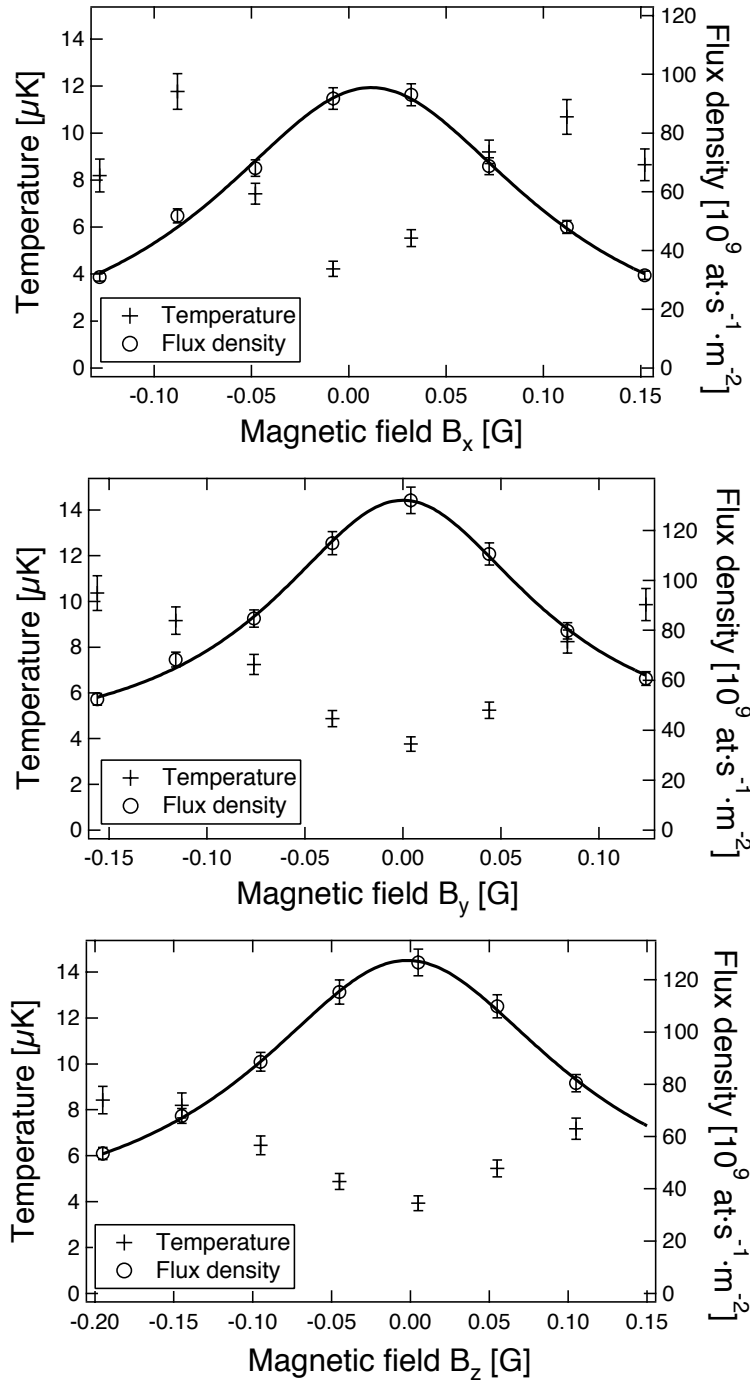 14
12
10
8
6
4
2
0
Temperature [µK]
120
100
80
60
40
20
0
Flux density [10^9 at·s^-1·m^-2]
Temperature
Flux density
-0.10 -0.05 0.00 0.05 0.10 0.15
Magnetic field B_x [G]
14
12
10
8
6
4
2
0
Temperature [µK]
120
100
80
60
40
20
0
Flux density [10^9 at·s^-1·m^-2]
Temperature
Flux density
-0.15 -0.10 -0.05 0.00 0.05 0.10
Magnetic field B_y [G]
14
12
10
8
6
4
2
0
Temperature [µK]
120
100
80
60
40
20
0
Flux density [10^9 at·s^-1·m^-2]
Temperature
Flux density
-0.20 -0.15 -0.10 -0.05 0.00 0.05 0.10 0.15
Magnetic field B_z [G]